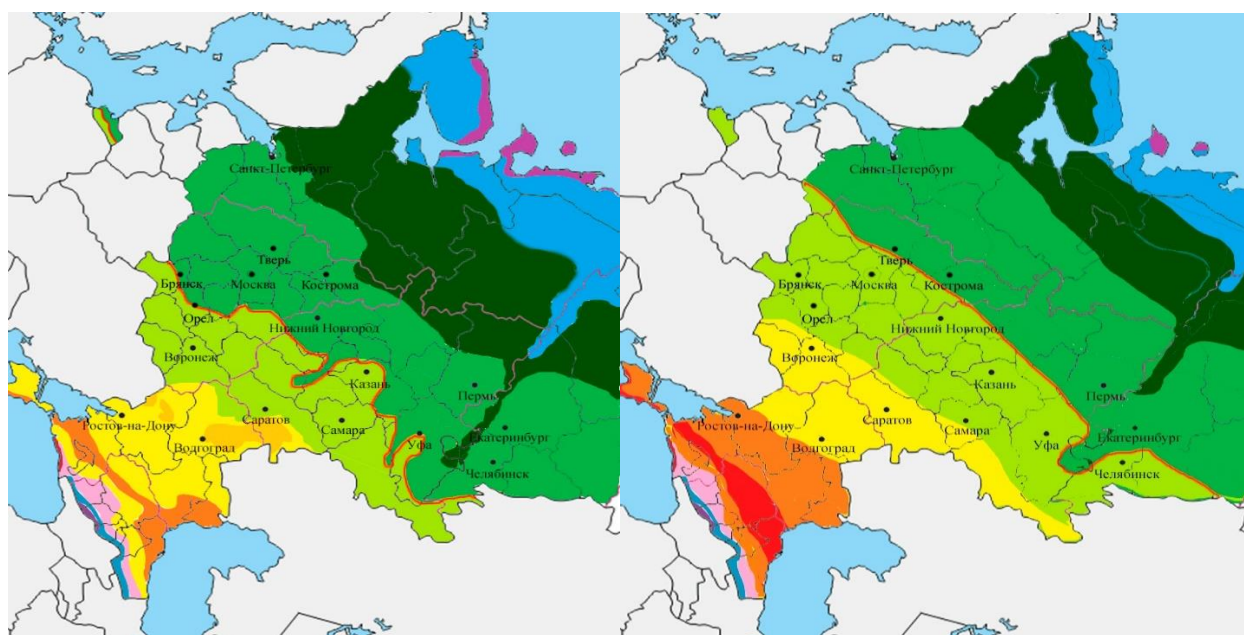 Санкт-Петербург
Тверь
Брянск
Москва
Кострома
Орел
Нижний Новгород
Воронеж
Казань
Пермь
Ростов-на-Дону
Саратов
Самара
Уфа
Екатеринбург
Водгоград
Челябинск
Санкт-Петербург
Тверь
Брянск
Москва
Кострома
Орел
Нижний Новгород
Воронеж
Казань
Пермь
Ростов-на-Дону
Саратов
Самара
Уфа
Екатеринбург
Водгоград
Челябинск